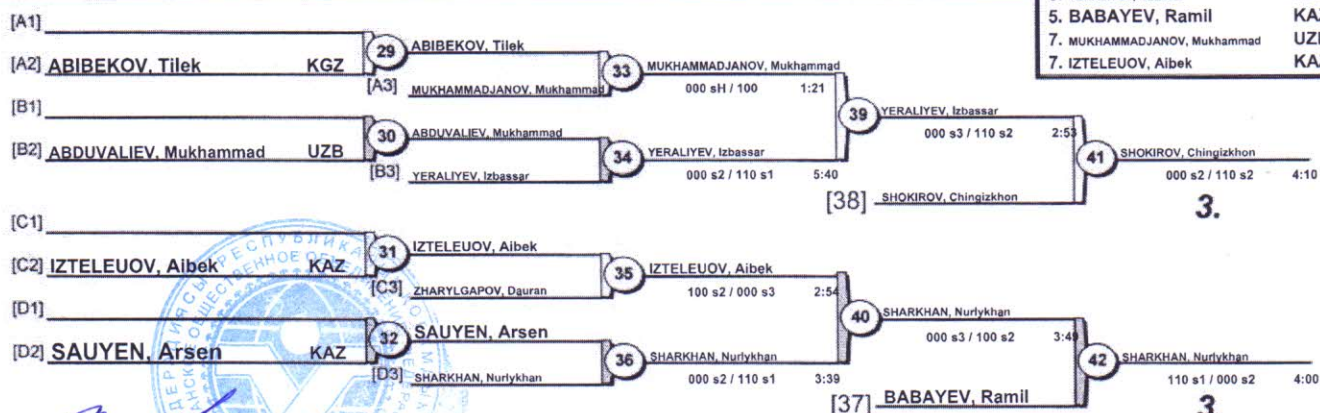 5. BABAYEV, Ramil
7. MUKHAMMADJANOV, Mukhammad
7. IZTELEUOV, Aibek
[A1]
[A2] ABIBEKOV, Tilek KGZ
29
ABIBEKOV, Tilek
[A3] MUKHAMMADJANOV, Mukhammad
33
MUKHAMMADJANOV, Mukhammad
000 sH / 100 1:21
[B1]
[B2] ABDUVALIEV, Mukhammad UZB
30
ABDUVALIEV, Mukhammad
[B3] YERALIYEV, Izbassar
34
YERALIYEV, Izbassar
000 s2 / 110 s1 5:40
39
YERALIYEV, Izbassar
000 s3 / 110 s2 2:53
[38] SHOKIROV, Chingizkhon
41
SHOKIROV, Chingizkhon
000 s2 / 110 s2 4:10
3.
[C1]
[C2] IZTELEUOV, Aibek KAZ
31
IZTELEUOV, Aibek
[C3] ZHARYLGAPOV, Dauran
35
IZTELEUOV, Aibek
100 s2 / 000 s3 2:54
[D1]
[D2] SAUYEN, Arsen KAZ
32
SAUYEN, Arsen
[D3] SHARKHAN, Nurlykhan
36
SHARKHAN, Nurlykhan
000 s2 / 110 s1 3:39
40
SHARKHAN, Nurlykhan
000 s3 / 100 s2 3:49
[37] BABAYEV, Ramil
42
SHARKHAN, Nurlykhan
110 s1 / 000 s2 4:00
3